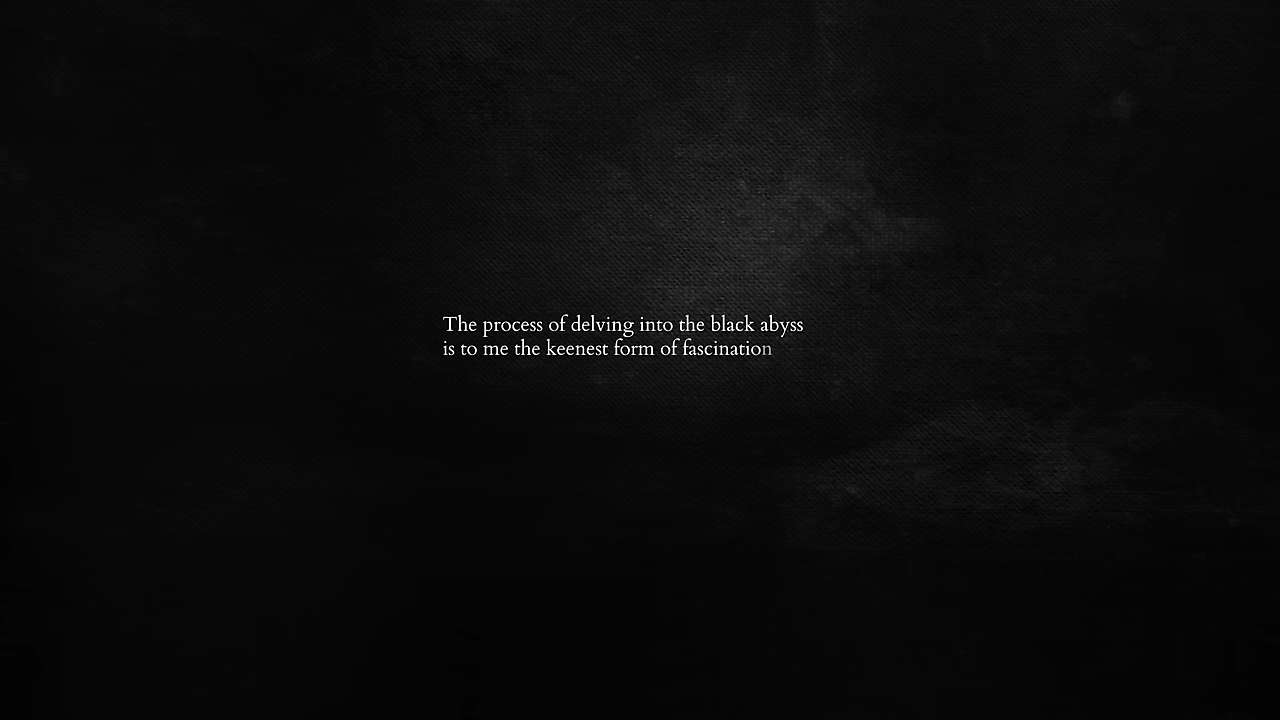 The process of delving into the black abyss
is to me the keenest form of fascination